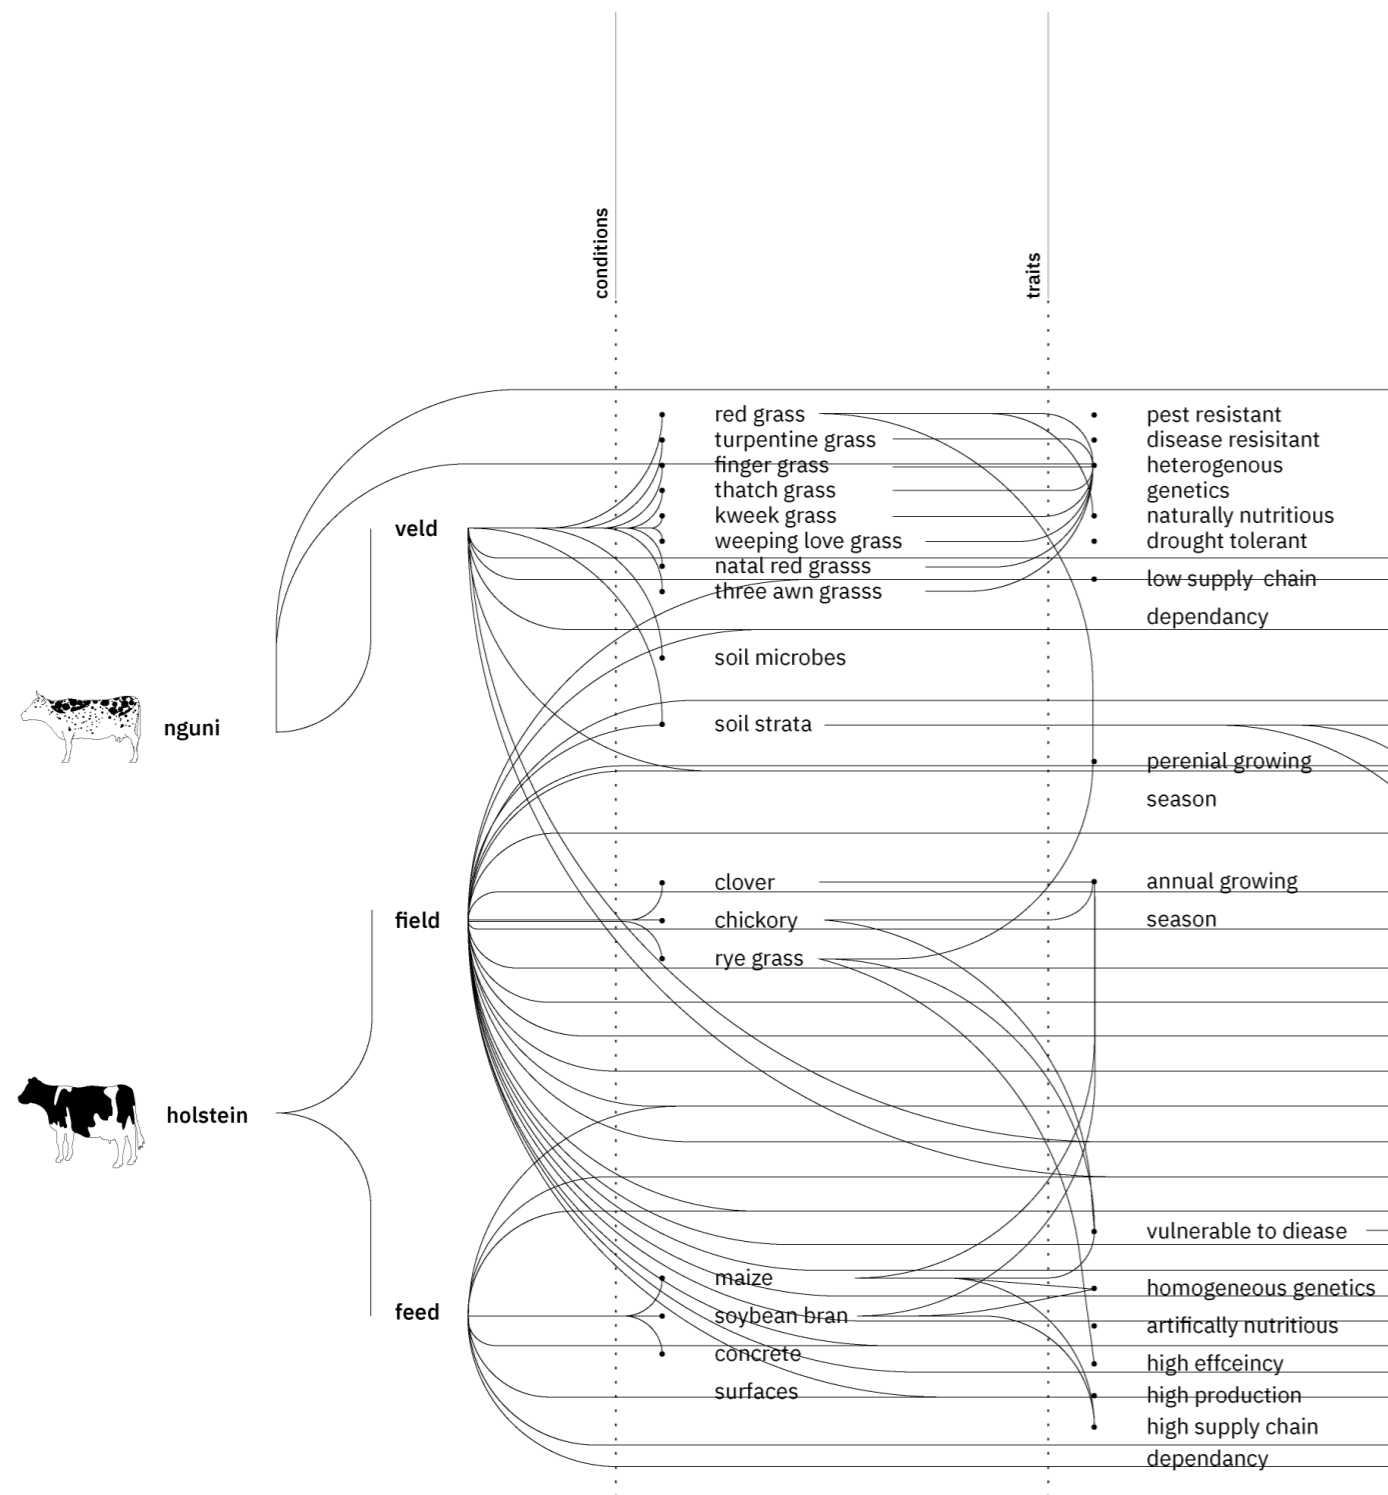 conditions
traits
nguni
holstein
veld
field
feed
red grass
turpentine grass
finger grass
thatch grass
kweek grass
weeping love grass
natal red grasss
three awn grasss
soil microbes
soil strata
clover
chickory
rye grass
maize
soybean bran
concrete
surfaces
pest resistant
disease resisitant
heterogenous
genetics
naturally nutritious
drought tolerant
low supply chain
dependancy
perenial growing
season
annual growing
season
vulnerable to diease
homogeneous genetics
artifically nutritious
high effceincy
high production
high supply chain
dependancy